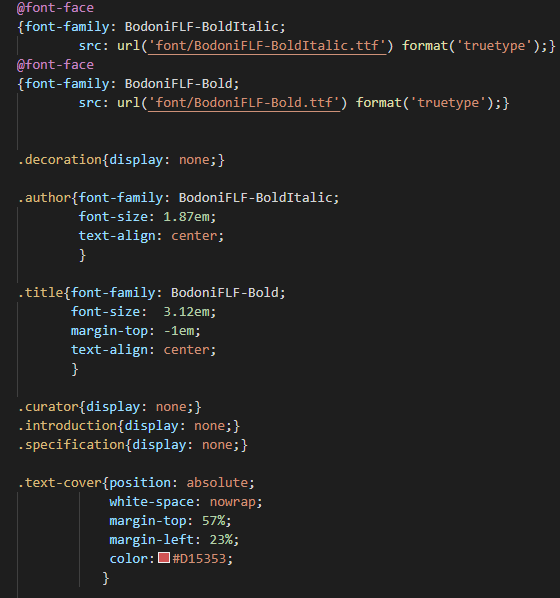 @font-face
{font-family: BodoniFLF-BoldItalic;
src: url('font/BodoniFLF-BoldItalic.ttf') format('truetype');}
@font-face
{font-family: BodoniFLF-Bold;
src: url('font/BodoniFLF-Bold.ttf') format('truetype');}
.decoration{display: none;}
.author{font-family: BodoniFLF-BoldItalic;
font-size: 1.87em;
text-align: center;
}
.title{font-family: BodoniFLF-Bold;
font-size:  3.12em;
margin-top: -1em;
text-align: center;
}
.curator{display: none;}
.introduction{display: none;}
.specification{display: none;}
.text-cover{position: absolute;
white-space: nowrap;
margin-top: 57%;
margin-left: 23%;
color: #D15353;
}